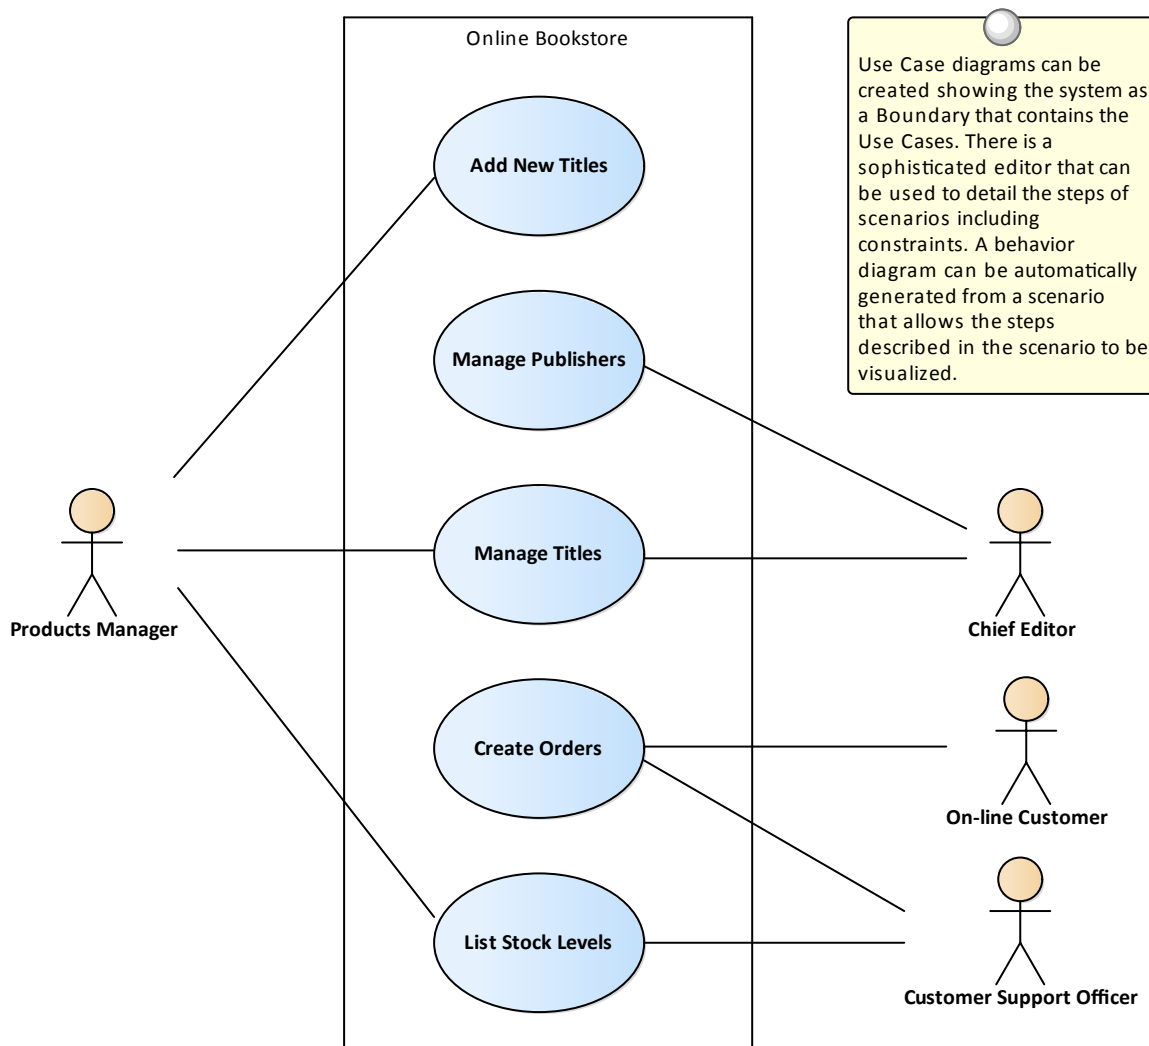 Online Bookstore
Use Case diagrams can be
created showing the system as
a Boundary that contains the
Use Cases. There is a
sophisticated editor that can
be used to detail the steps of
scenarios including
constraints. A behavior
diagram can be automatically
generated from a scenario
that allows the steps
described in the scenario to be
visualized.
Add New Titles
Manage Publishers
Manage Titles
Products Manager
Chief Editor
Create Orders
On-line Customer
List Stock Levels
Customer Support Officer